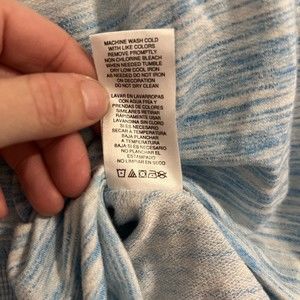 MACHINE WASH COLD
WITH LIKE COLORS
REMOVE PROMPTLY
NON CHLORINE BLEACH
WHEN NEEDED TUMBLE
DRY LOW COOL IRON
AS NEEDED DO NOT IRON
ON DECORATION
DO NOT DRY CLEAN
LAVAR EN LAVARROPAS
CON AGUA FRIA Y
PRENDAS DE COLORES
SIMILARES RETIRAR
RÁPIDAMENTE USAR
LAVANDINA SIN CLORO
SI ES NECESARIO
SECAR A TEMPERATURA
BAJA PLANCHAR
A TEMPERATURA
BAJA SI ES NECESARIO
NO PLANCHAR EL
ESTAMPADO
NO LIMPIAR EN SECO